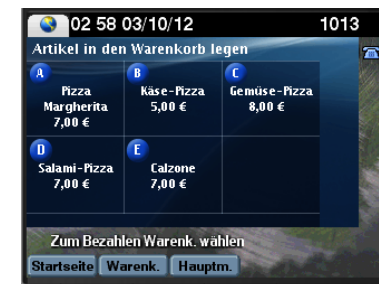 02 58 03/10/12 1013
Artikel in den Warenkorb legen
A
Pizza
Margherita
7,00 €
B
Käse-Pizza
5,00 €
C
Gemüse-Pizza
8,00 €
D
Salami-Pizza
7,00 €
E
Calzone
7,00 €
Zum Bezahlen Warenk. wählen
Startseite Warenk. Hauptm.